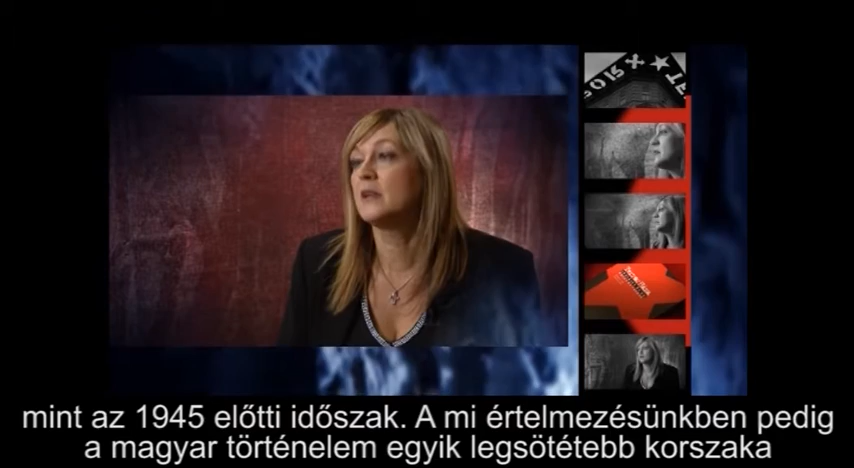 mint az 1945 előtti időszak. A mi értelmezésünkben pedig
a magyar történelem egyik legsötétebb korszaka